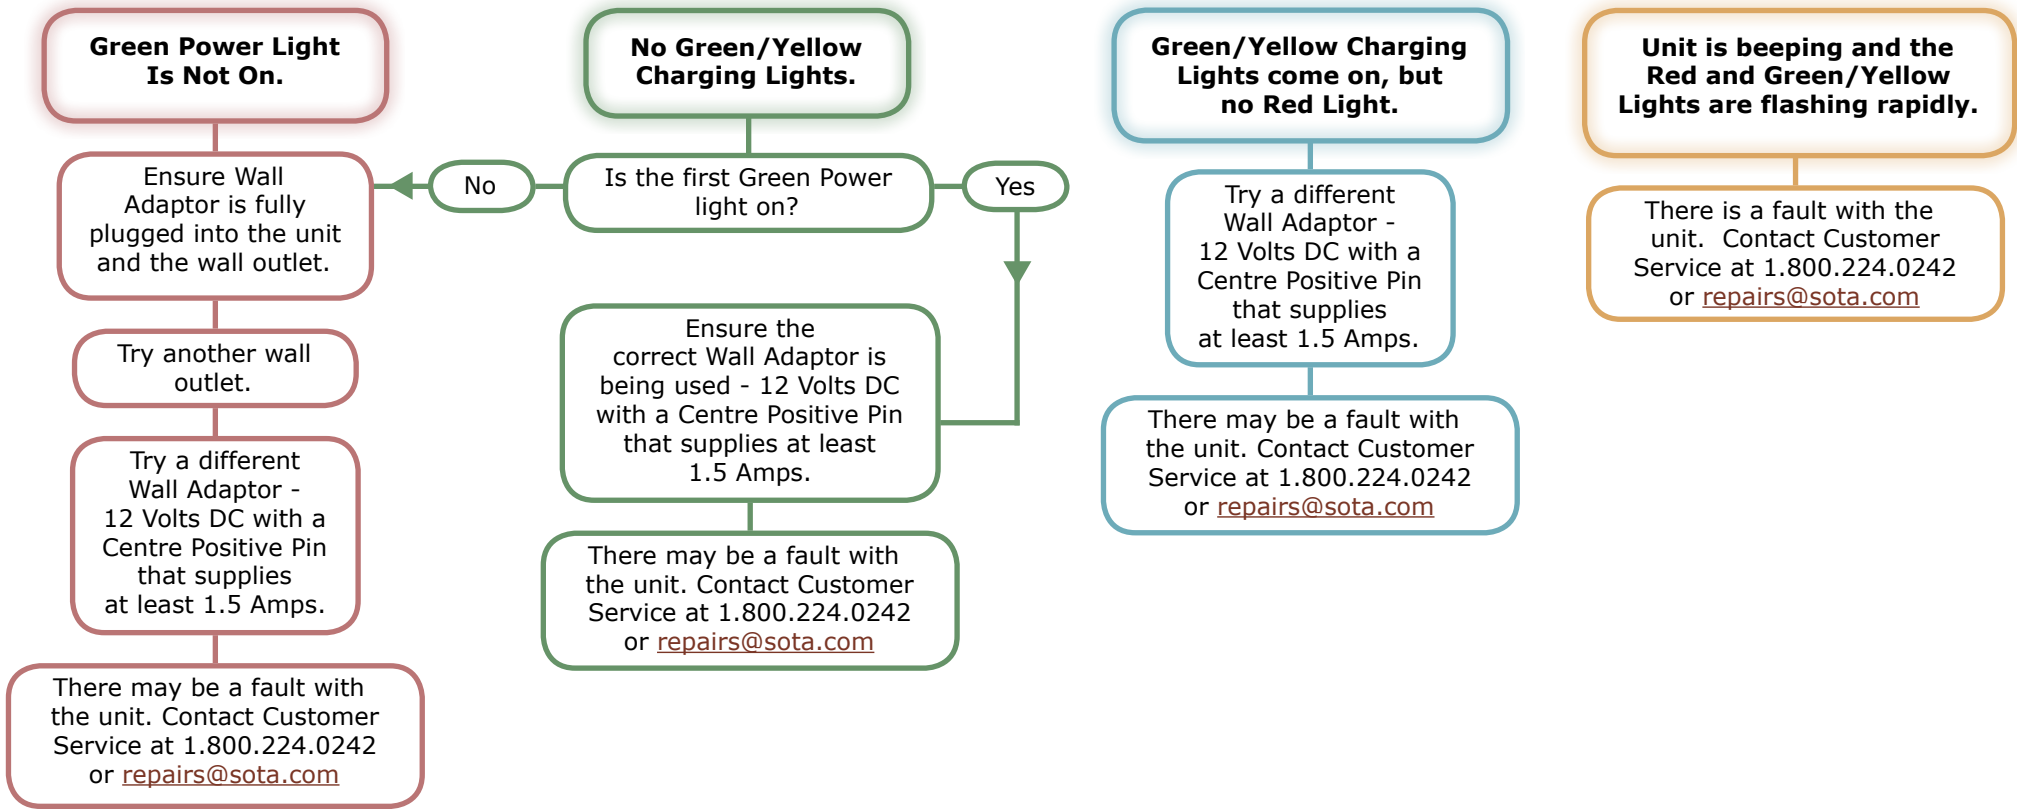 Green Power Light
Is Not On.
Ensure Wall
Adaptor is fully
plugged into the unit
and the wall outlet.
Try another wall
outlet.
Try a different
Wall Adaptor -
12 Volts DC with a
Centre Positive Pin
that supplies
at least 1.5 Amps.
There may be a fault with
the unit. Contact Customer
Service at 1.800.224.0242
or repairs@sota.com
No Green/Yellow
Charging Lights.
Is the first Green Power
light on?
No
Yes
Ensure the
correct Wall Adaptor is
being used - 12 Volts DC
with a Centre Positive Pin
that supplies at least
1.5 Amps.
There may be a fault with
the unit. Contact Customer
Service at 1.800.224.0242
or repairs@sota.com
Green/Yellow Charging
Lights come on, but
no Red Light.
Try a different
Wall Adaptor -
12 Volts DC with a
Centre Positive Pin
that supplies
at least 1.5 Amps.
There may be a fault with
the unit. Contact Customer
Service at 1.800.224.0242
or repairs@sota.com
Unit is beeping and the
Red and Green/Yellow
Lights are flashing rapidly.
There is a fault with the
unit.  Contact Customer
Service at 1.800.224.0242
or repairs@sota.com